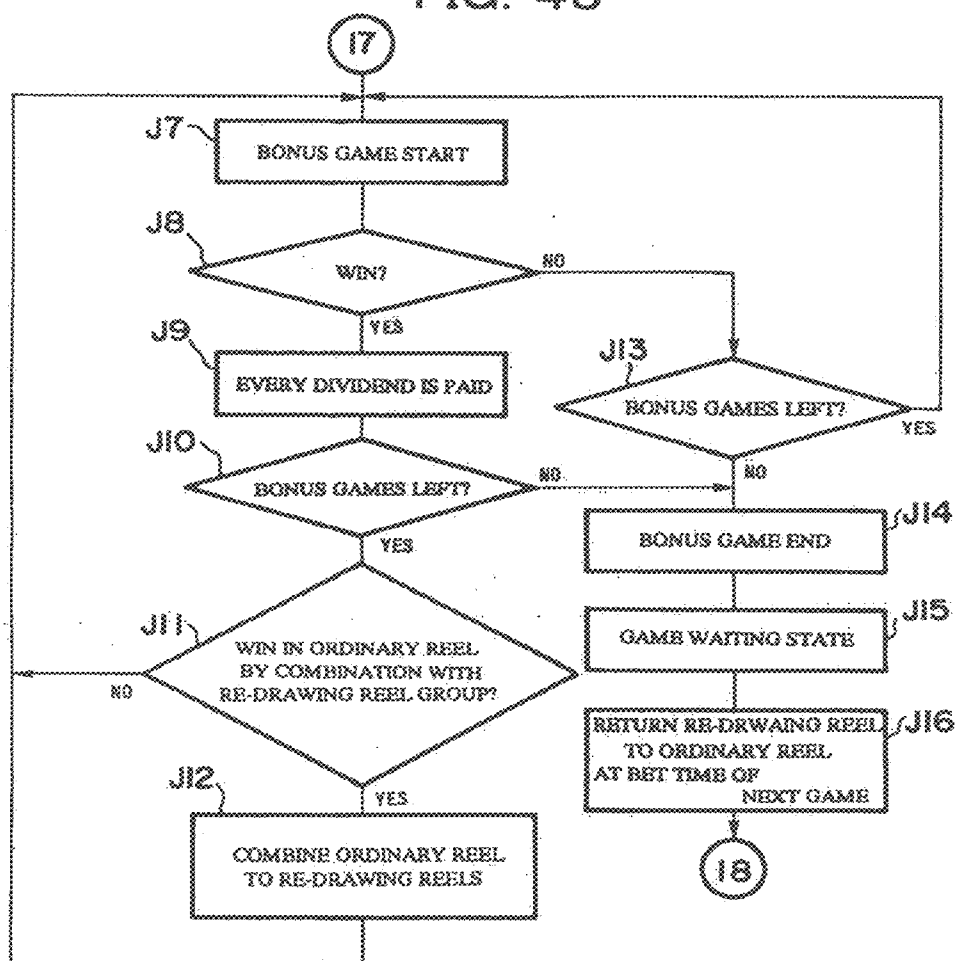 17
J7
BONUS GAME START
J8
WIN?
NO
YES
J9
EVERY DIVIDEND IS PAID
J13
BONUS GAMES LEFT?
YES
NO
J10
BONUS GAMES LEFT?
NO
YES
J14
BONUS GAME END
J11
WIN IN ORDINARY REEL
BY COMBINATION WITH
RE-DRAWING REEL GROUP?
NO
YES
J15
GAME WAITING STATE
J16
RETURN RE-DRWAING REEL
TO ORDINARY REEL
AT BET TIME OF
NEXT GAME
J12
COMBINE ORDINARY REEL
TO RE-DRAWING REELS
18